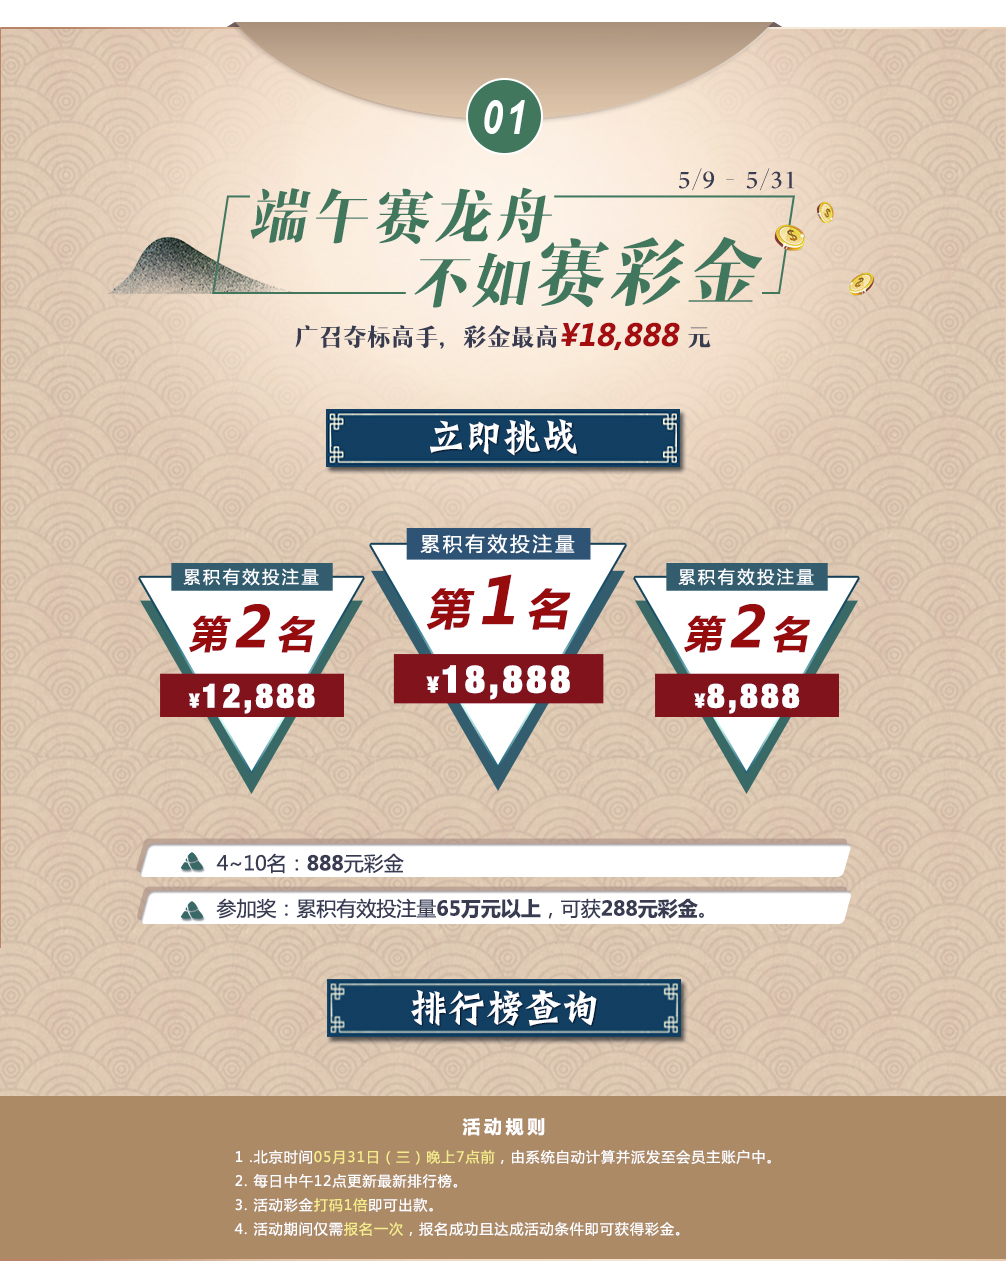 01
5/9 - 5/31
端午赛龙舟
不如赛彩金
广召夺标高手，彩金最高¥18,888 元
立即挑战
累积有效投注量
第2名
¥12,888
累积有效投注量
第1名
¥18,888
累积有效投注量
第2名
¥8,888
4~10名：888元彩金
参加奖：累积有效投注量65万元以上，可获288元彩金。
排行榜查询
活动规则
1 .北京时间05月31日（三）晚上7点前，由系统自动计算并派发至会员主账户中。
2. 每日中午12点更新最新排行榜。
3. 活动彩金打码1倍即可出款。
4. 活动期间仅需报名一次，报名成功且达成活动条件即可获得彩金。